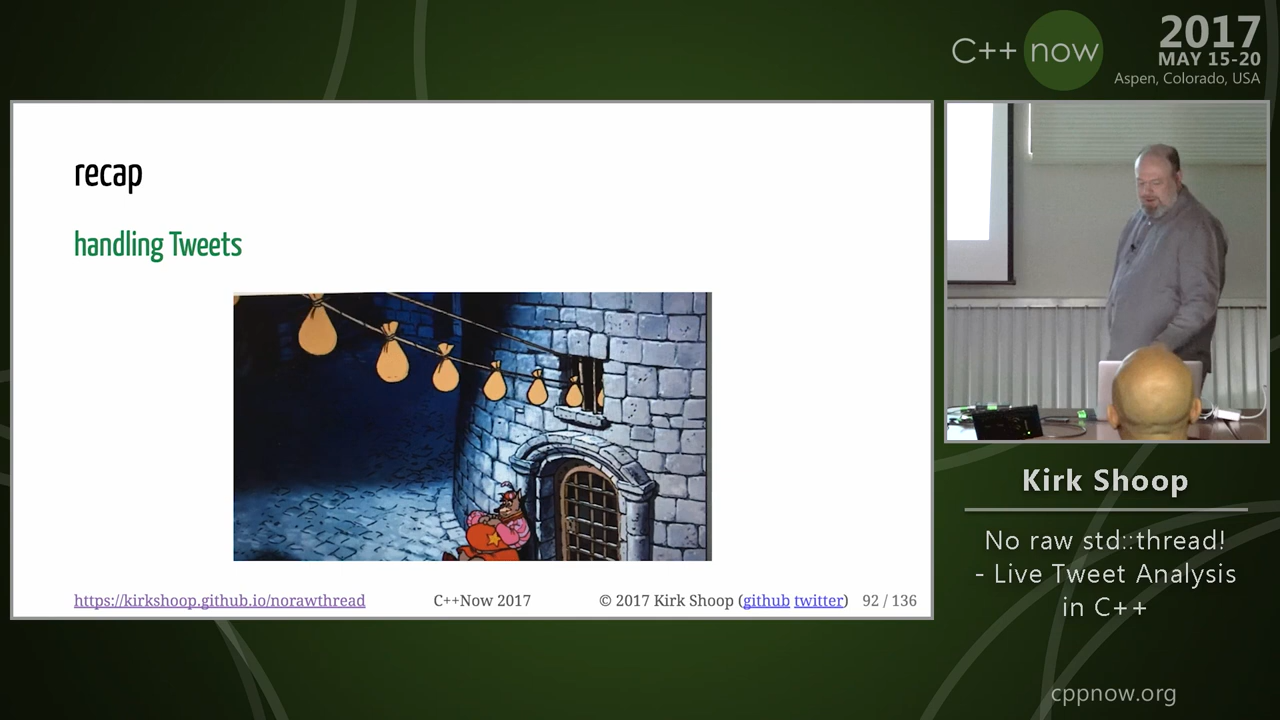 C++ now
2017
MAY 15-20
Aspen, Colorado, USA
recap
handling Tweets
https://kirkshoop.github.io/norawthread C++Now 2017 © 2017 Kirk Shoop (github twitter) 92 / 136
Kirk Shoop
No raw std::thread!
- Live Tweet Analysis
in C++
cppnow.org